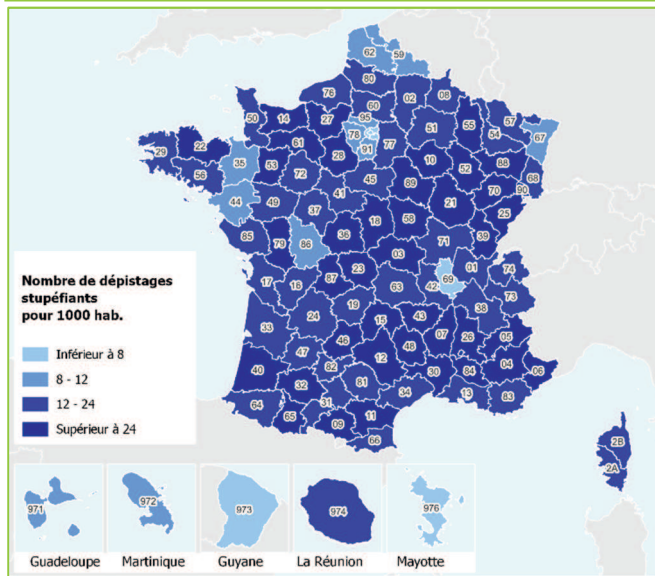 62 59
80
76 02 08
60
50 14 27 95 57
78 77 51 55 54 67
61 91
29 22 28 10 88
35 53 52 68
56 72 45 89 70 90
41
44 49 21
37 18 58 25
85 36 39
79 86 71
03
23 01 74
17 16 87 63 42 69
73
19 38
24 15 43
33 07 26 05
46 48
47 12
40 82 30 84 04 06
32 81
31 34 13 83
64 65 11
09
66
2B
2A
Nombre de dépistages
stupéfiants
pour 1000 hab.
Inférieur à 8
8 - 12
12 - 24
Supérieur à 24
971 972 973 974 976
Guadeloupe Martinique Guyane La Réunion Mayotte